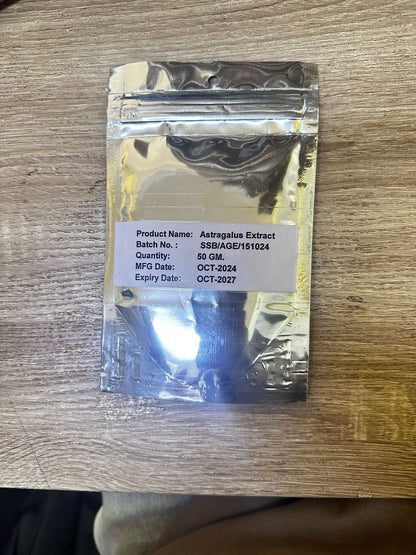 Product Name: Astragalus Extract
Batch No. : SSB/AGE/151024
Quantity: 50 GM.
MFG Date: OCT-2024
Expiry Date: OCT-2027